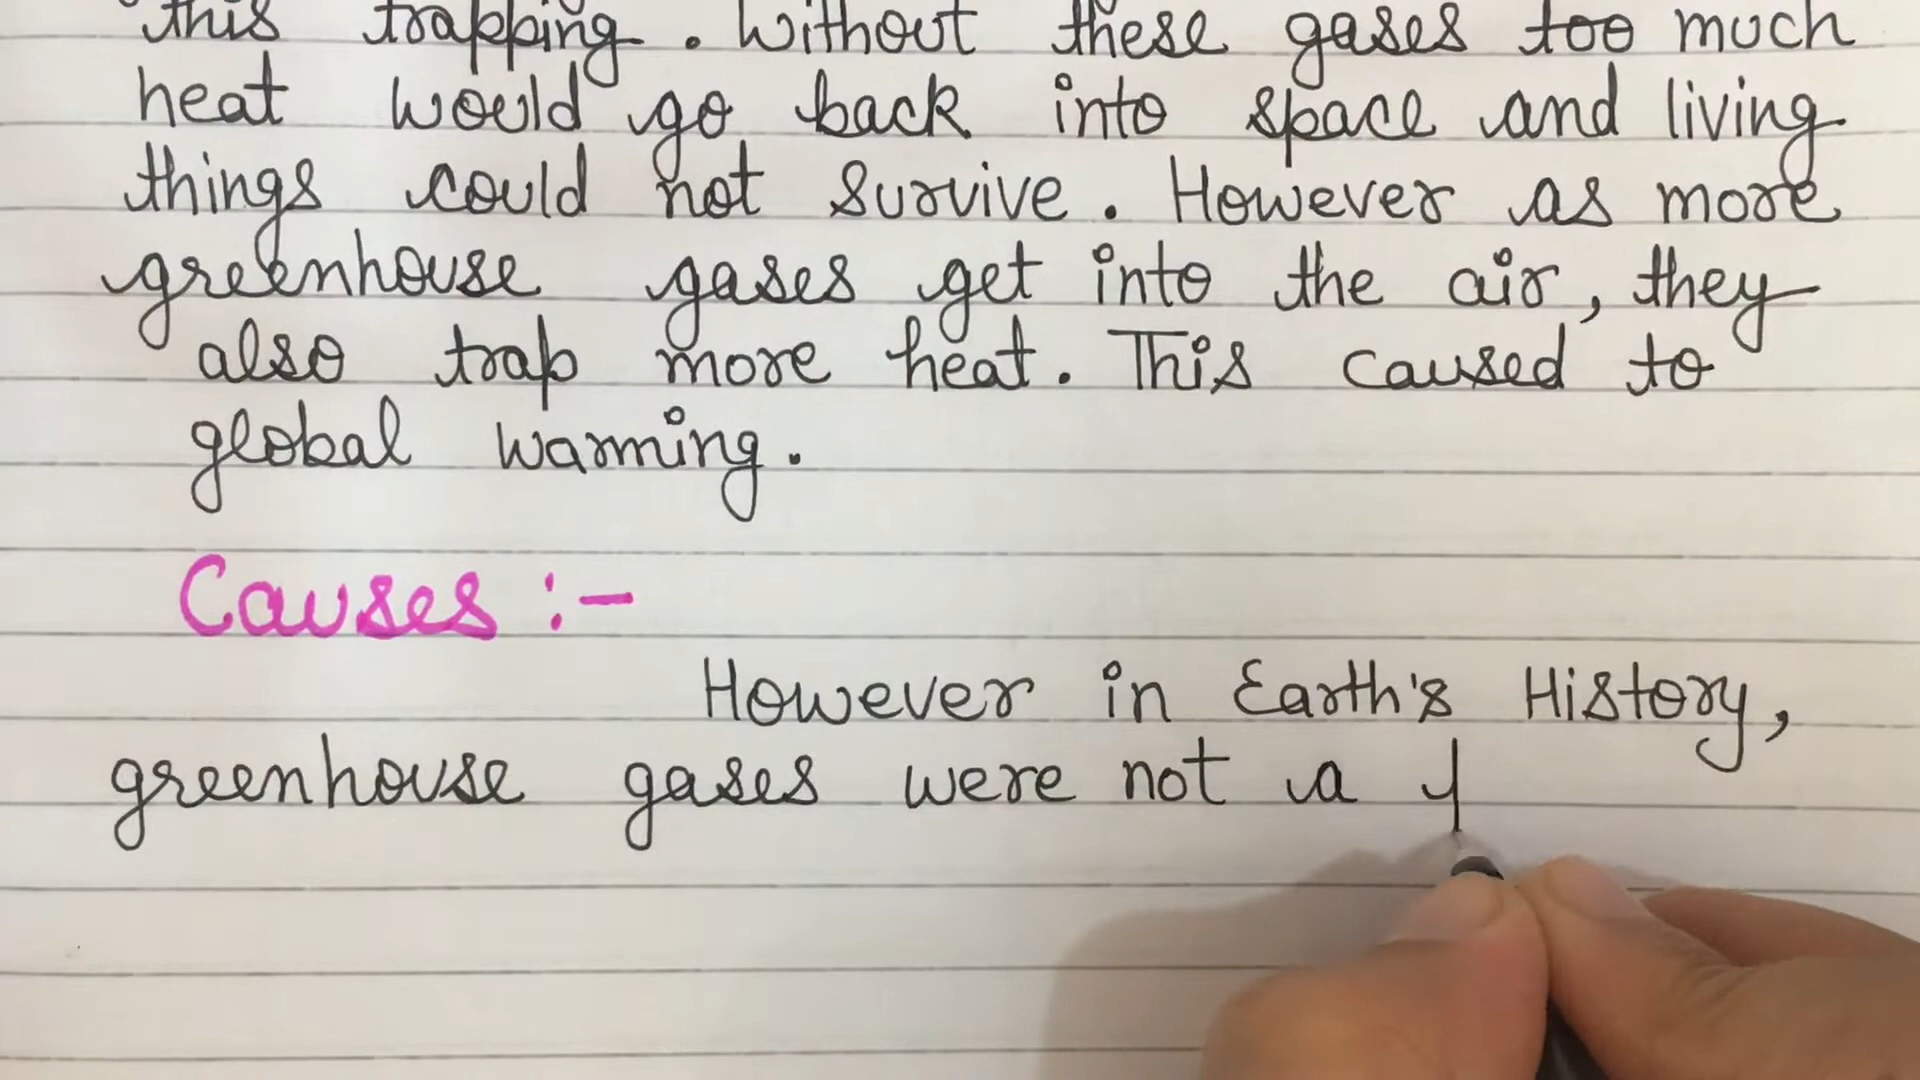 this trapping. Without these gases too much
heat would go back into space and living
things could not survive. However as more
greenhouse gases get into the air, they
also trap more heat. This caused to
global warming.
Causes :-
However in Earth's History,
greenhouse gases were not a